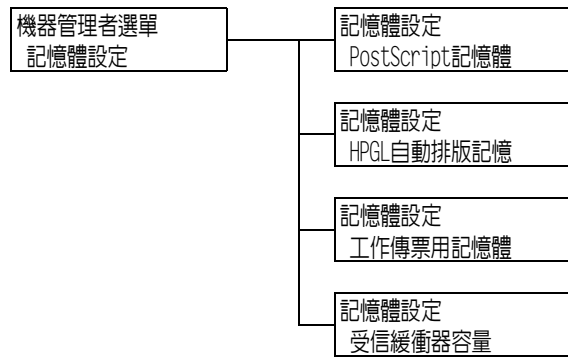 機器管理者選單
記憶體設定
記憶體設定
PostScript記憶體
記憶體設定
HPGL自動排版記憶
記憶體設定
工作傳票用記憶體
記憶體設定
受信緩衝器容量